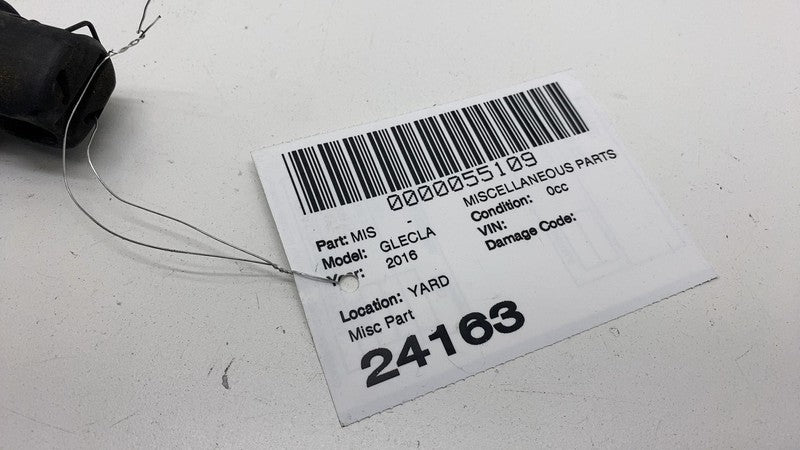 0000055109
Part: MIS - MISCELLANEOUS PARTS
Model: GLECLA Condition: 0cc
Year: 2016 VIN:
Damage Code:
Location: YARD
Misc Part
24163